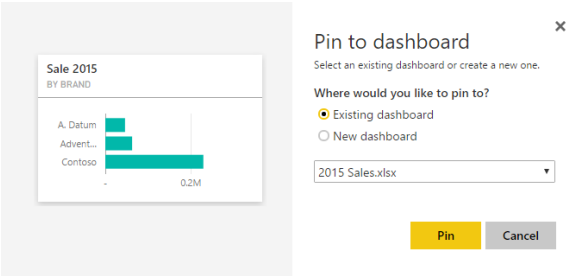 Sale 2015
BY BRAND
A. Datum
Advent...
Contoso
-
0.2M
Pin to dashboard
Select an existing dashboard or create a new one.
Where would you like to pin to?
Existing dashboard
New dashboard
2015 Sales.xlsx
Pin
Cancel